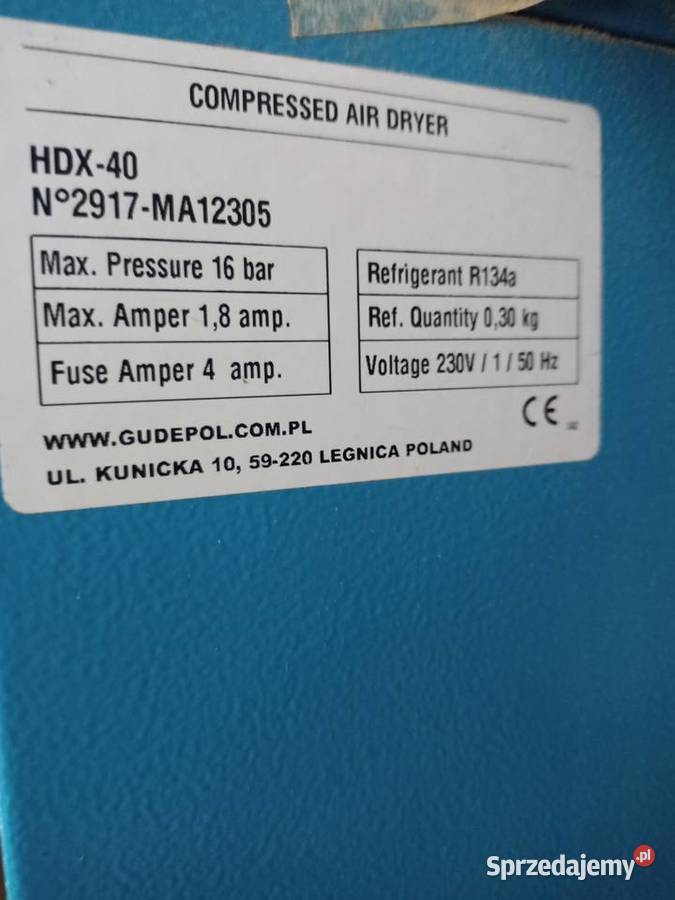 COMPRESSED AIR DRYER
HDX-40
N°2917-MA12305
Max. Pressure 16 bar
Max. Amper 1,8 amp.
Fuse Amper 4 amp.
Refrigerant R134a
Ref. Quantity 0,30 kg
Voltage 230V / 1 / 50 Hz
CE
WWW.GUDEPOL.COM.PL
UL. KUNICKA 10, 59-220 LEGNICA POLAND
Sprzedajemy.pl